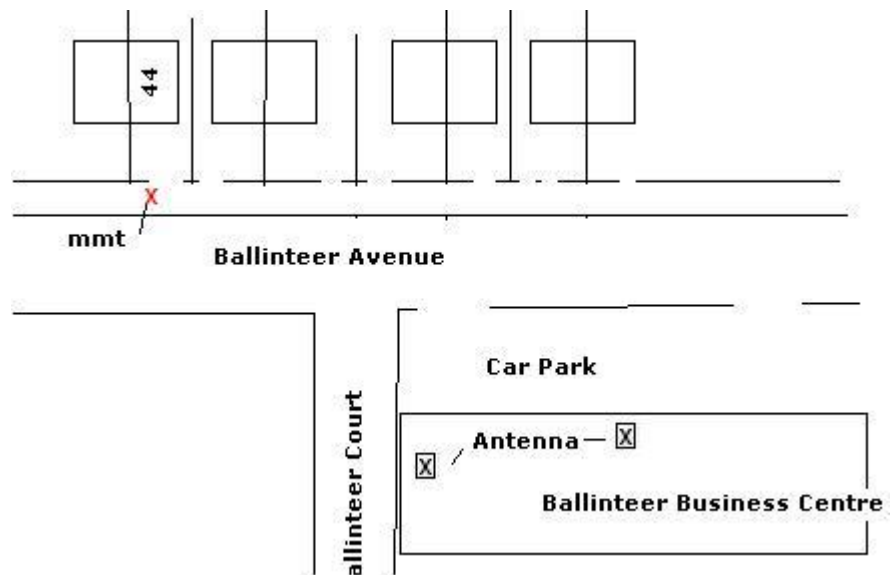 44
X
mmt
Ballinteer Avenue
Car Park
allinteer Court
Antenna
X
X
Ballinteer Business Centre